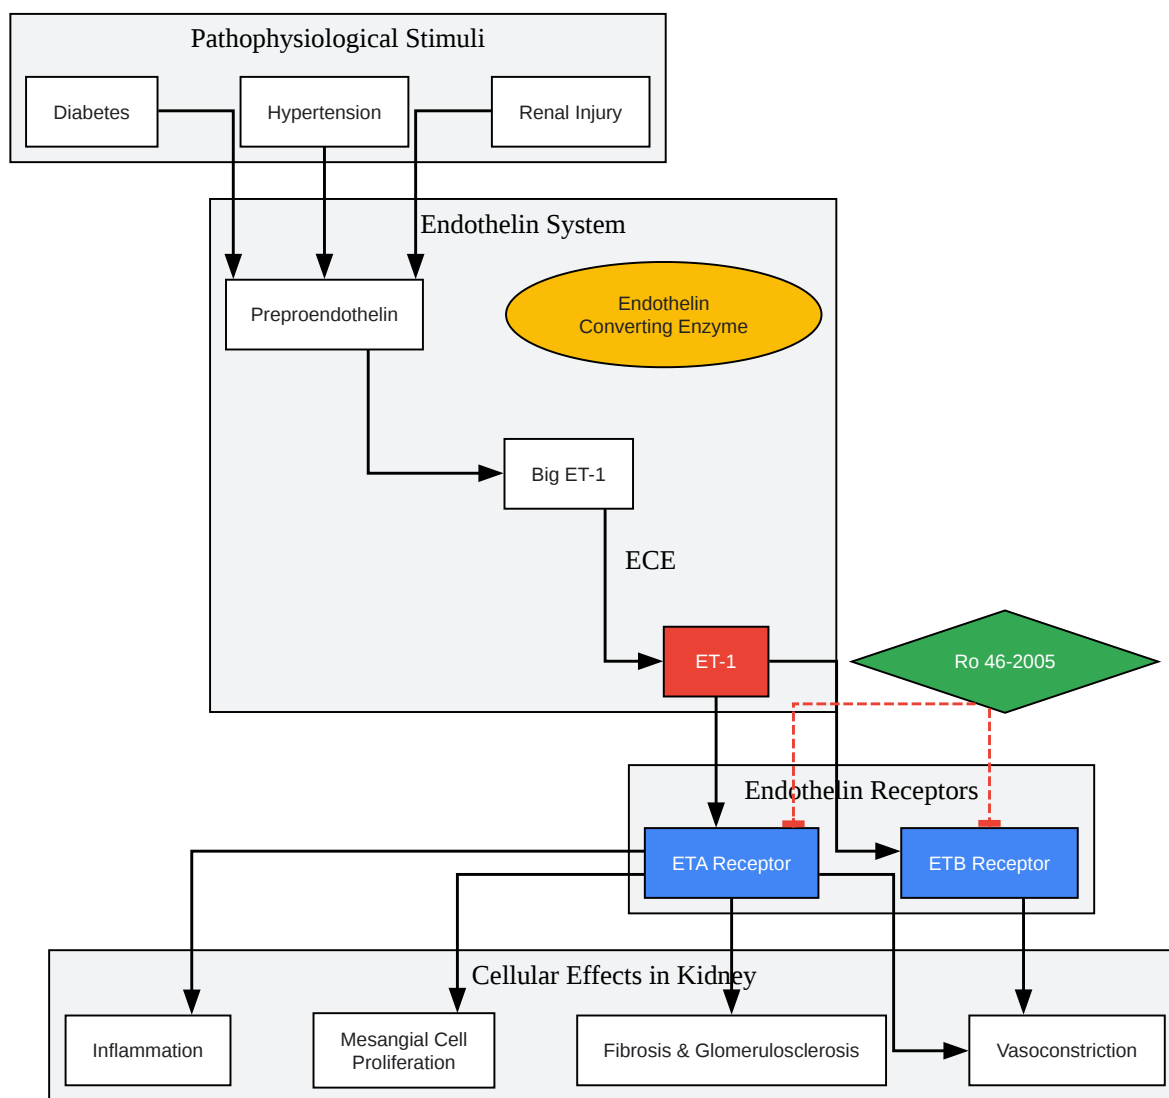 Pathophysiological Stimuli
Diabetes
Hypertension
Renal Injury
Endothelin System
Preproendothelin
Endothelin
Converting Enzyme
Big ET-1
ECE
ET-1
Ro 46-2005
Endothelin Receptors
ETA Receptor
ETB Receptor
Cellular Effects in Kidney
Inflammation
Mesangial Cell
Proliferation
Fibrosis & Glomerulosclerosis
Vasoconstriction